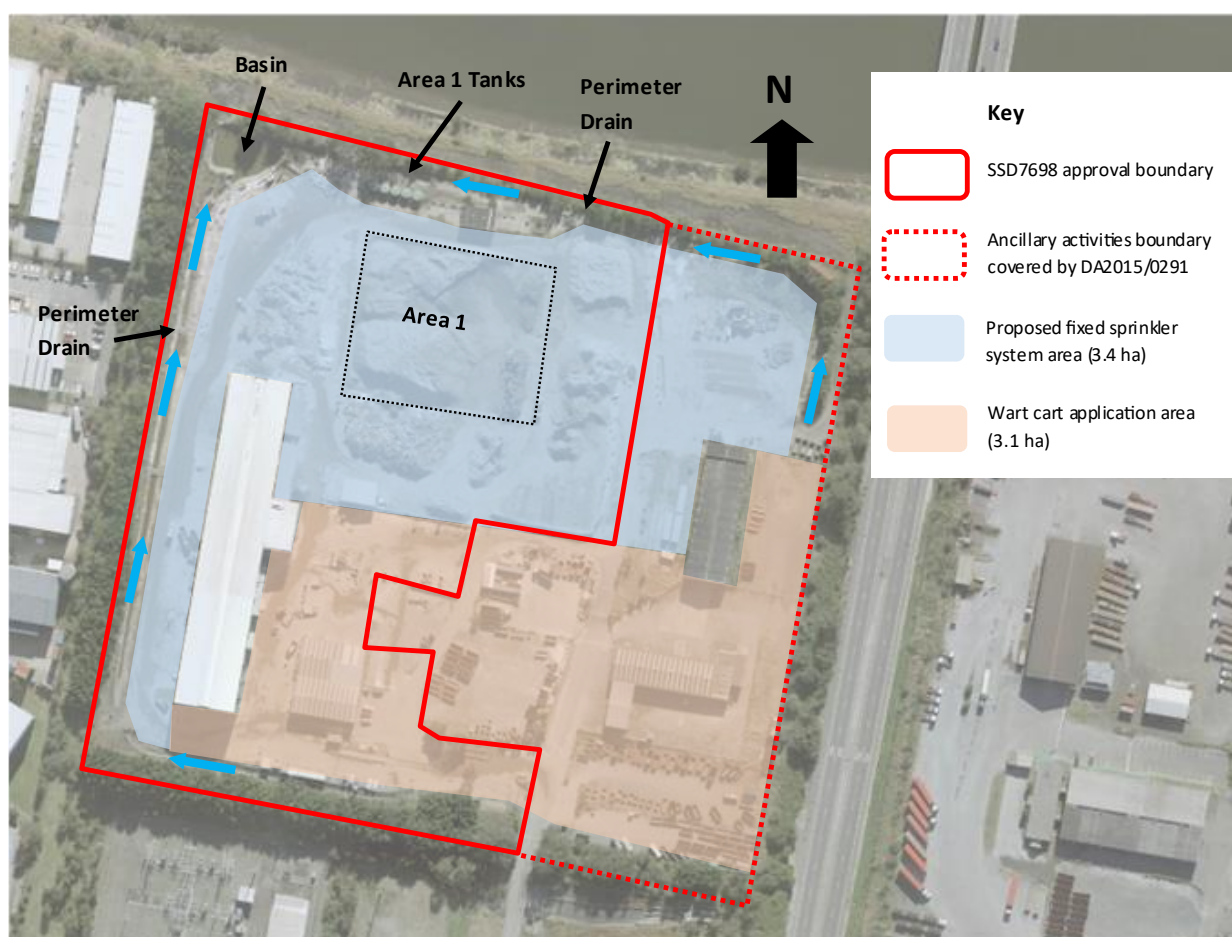 Basin
Area 1 Tanks
Perimeter
Drain
N
Key
SSD7698 approval boundary
Ancillary activities boundary
covered by DA2015/0291
Perimeter
Drain
Area 1
Proposed fixed sprinkler
system area (3.4 ha)
Wart cart application area
(3.1 ha)